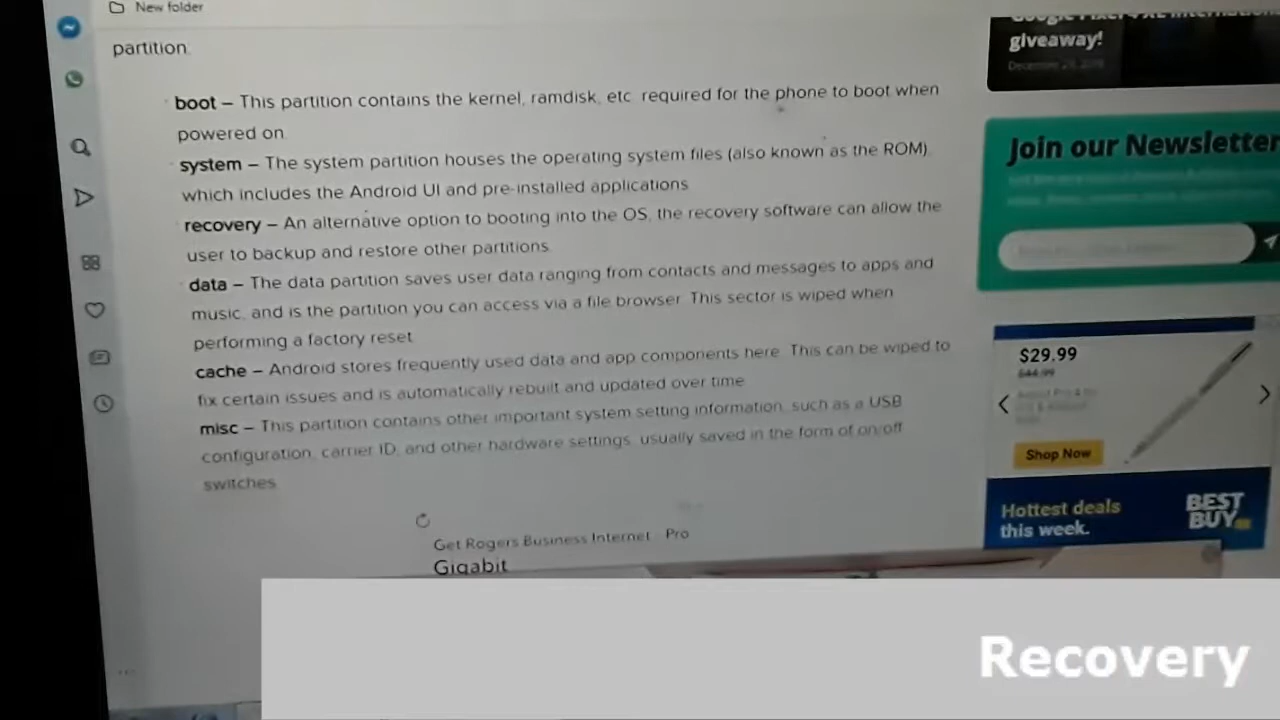 New folder
partition.
boot – This partition contains the kernel, ramdisk, etc. required for the phone to boot when
powered on.
system – The system partition houses the operating system files (also known as the ROM),
which includes the Android UI and pre-installed applications.
recovery – An alternative option to booting into the OS, the recovery software can allow the
user to backup and restore other partitions.
data – The data partition saves user data ranging from contacts and messages to apps and
music, and is the partition you can access via a file browser. This sector is wiped when
performing a factory reset.
cache – Android stores frequently used data and app components here. This can be wiped to
fix certain issues and is automatically rebuilt and updated over time.
misc – This partition contains other important system setting information, such as a USB
configuration, carrier ID, and other hardware settings, usually saved in the form of on/off
switches.
Get Rogers Business Internet Pro
Gigabit
giveaway!
Join our Newsletter
$29.99
$44.99
Shop Now
Hottest deals
this week.
BEST
BUY
Recovery